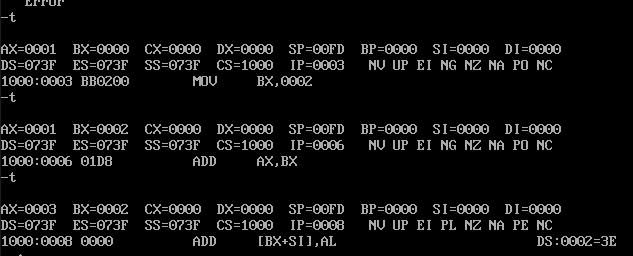 Error
-t
AX=0001 BX=0000 CX=0000 DX=0000 SP=00FD BP=0000 SI=0000 DI=0000
DS=073F ES=073F SS=073F CS=1000 IP=0003 NV UP EI NG NZ NA PO NC
1000:0003 BB0200 MOV BX,0002
-t
AX=0001 BX=0002 CX=0000 DX=0000 SP=00FD BP=0000 SI=0000 DI=0000
DS=073F ES=073F SS=073F CS=1000 IP=0006 NV UP EI NG NZ NA PO NC
1000:0006 01D8 ADD AX,BX
-t
AX=0003 BX=0002 CX=0000 DX=0000 SP=00FD BP=0000 SI=0000 DI=0000
DS=073F ES=073F SS=073F CS=1000 IP=0008 NV UP EI PL NZ NA PE NC
1000:0008 0000 ADD [BX+SI],AL DS:0002=3E